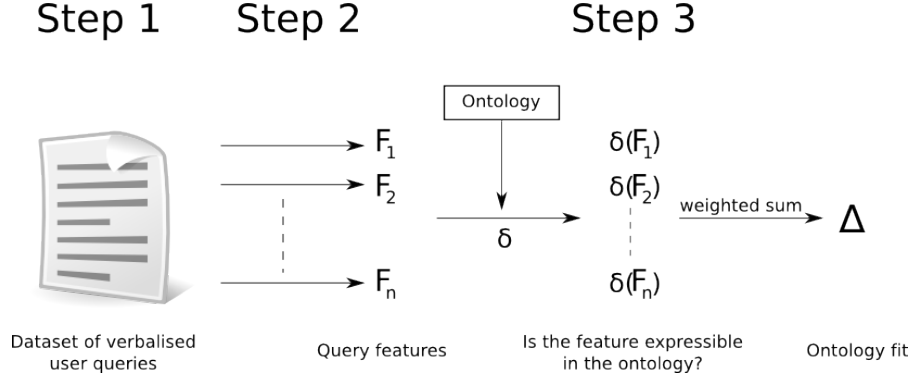 Step 1
Step 2
Step 3
Ontology
F1
F2
Fn
δ
δ(F1)
δ(F2)
δ(Fn)
weighted sum
Δ
Dataset of verbalised
user queries
Query features
Is the feature expressible
in the ontology?
Ontology fit